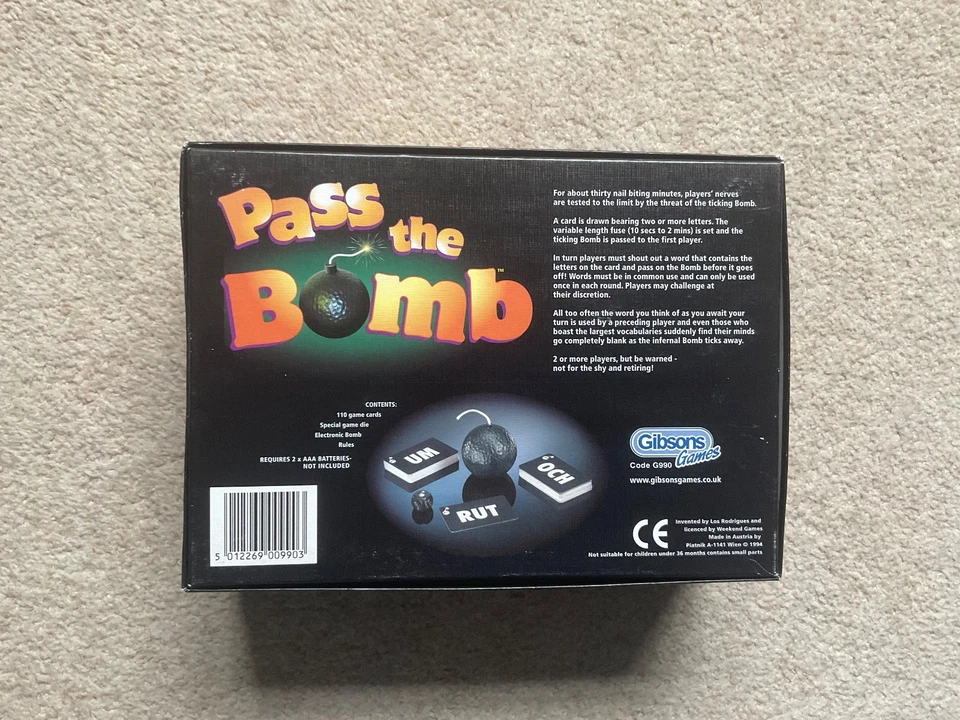 Pass
the
Bomb™
For about thirty nail biting minutes, players' nerves
are tested to the limit by the threat of the ticking Bomb.
A card is drawn bearing two or more letters. The
variable length fuse (10 secs to 2 mins) is set and the
ticking Bomb is passed to the first player.
In turn players must shout out a word that contains the
letters on the card and pass on the Bomb before it goes
off! Words must be in common use and can only be used
once in each round. Players may challenge at
their discretion.
All too often the word you think of as you await your
turn is used by a preceding player and even those who
boast the largest vocabularies suddenly find their minds
go completely blank as the infernal Bomb ticks away.
2 or more players, but be warned -
not for the shy and retiring!
CONTENTS:
110 game cards
Special game die
Electronic Bomb
Rules
REQUIRES 2 x AAA BATTERIES-
NOT INCLUDED
UM
OCH
RUT
Gibsons
Games
Code G990
www.gibsonsgames.co.uk
5 012269 009903
CE
Invented by Los Rodrigues and
licenced by Weekend Games
Made in Austria by
Piatnik A-1141 Wien © 1994
Not suitable for children under 36 months contains small parts